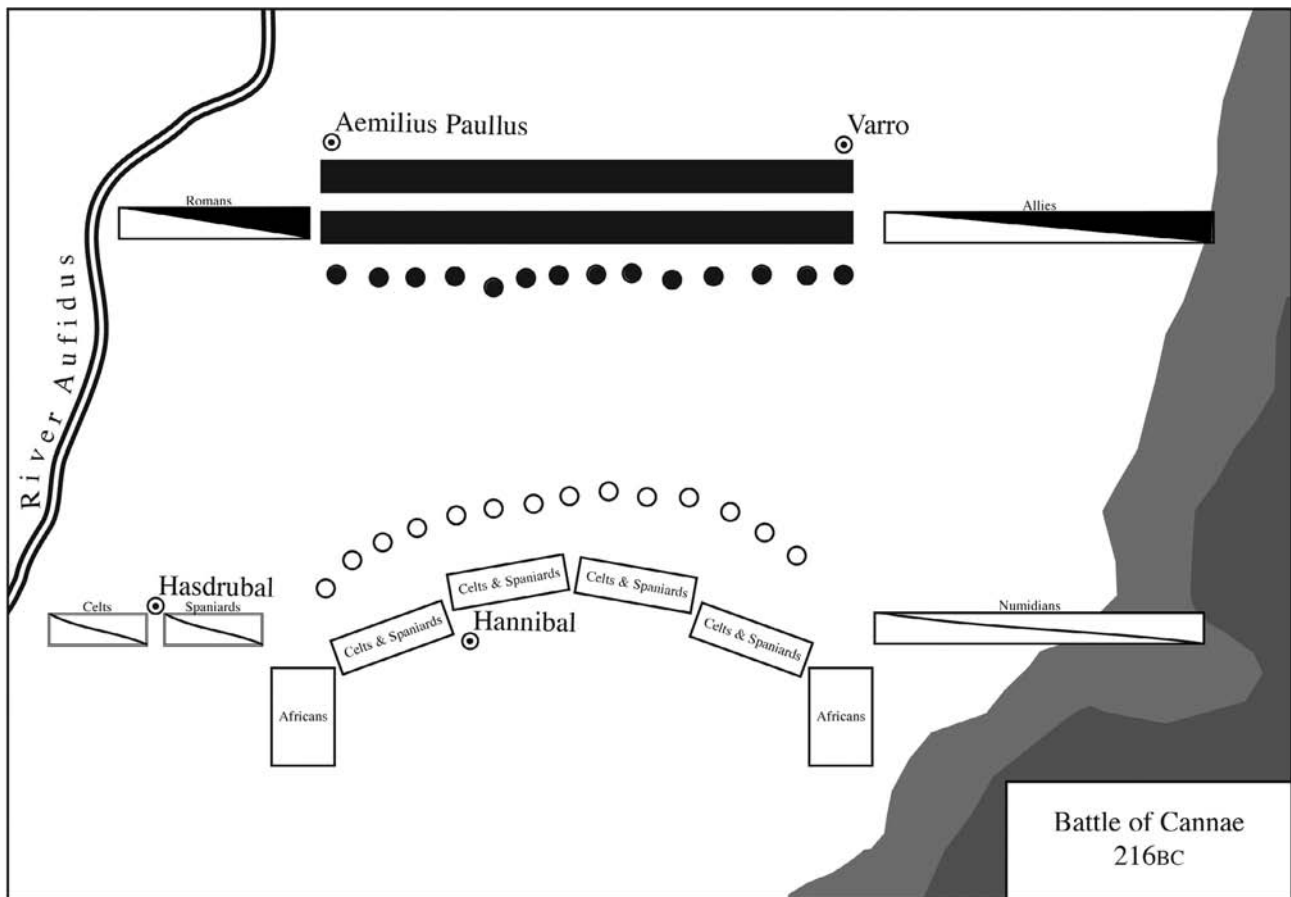 Aemilius Paullus
Varro
Romans
Allies
River Aufidus
Hasdrubal
Celts
Spaniards
Celts & Spaniards
Celts & Spaniards
Celts & Spaniards
Celts & Spaniards
Hannibal
Numidians
Africans
Africans
Battle of Cannae
216BC